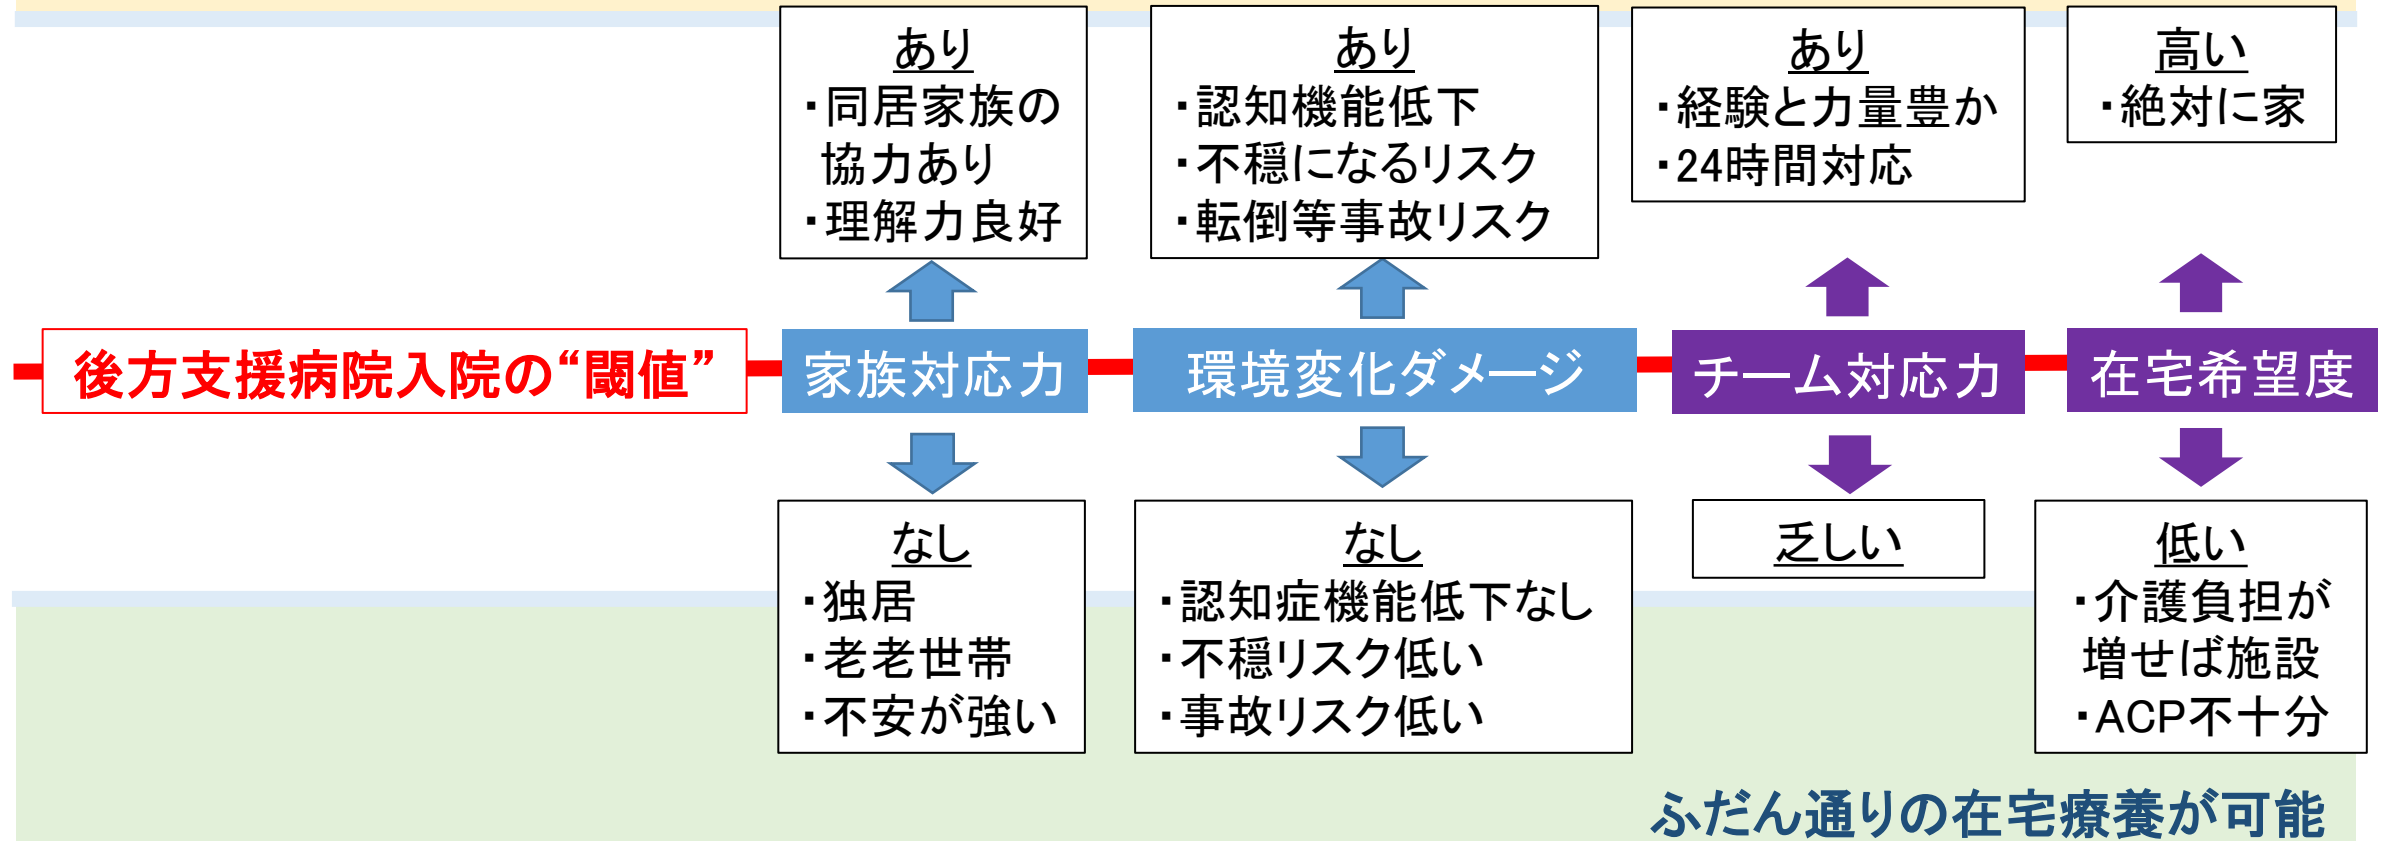 あり
・同居家族の
協力あり
・理解力良好
あり
・認知機能低下
・不穏になるリスク
・転倒等事故リスク
あり
・経験と力量豊か
・24時間対応
高い
・絶対に家
後方支援病院入院の“閾値”
家族対応力
環境変化ダメージ
チーム対応力
在宅希望度
なし
・独居
・老老世帯
・不安が強い
なし
・認知症機能低下なし
・不穏リスク低い
・事故リスク低い
乏しい
低い
・介護負担が
増せば施設
・ACP不十分
ふだん通りの在宅療養が可能